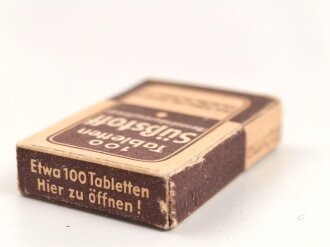 100
Tabletten
Süßstoff
Etwa 100 Tabletten
Hier zu öffnen!